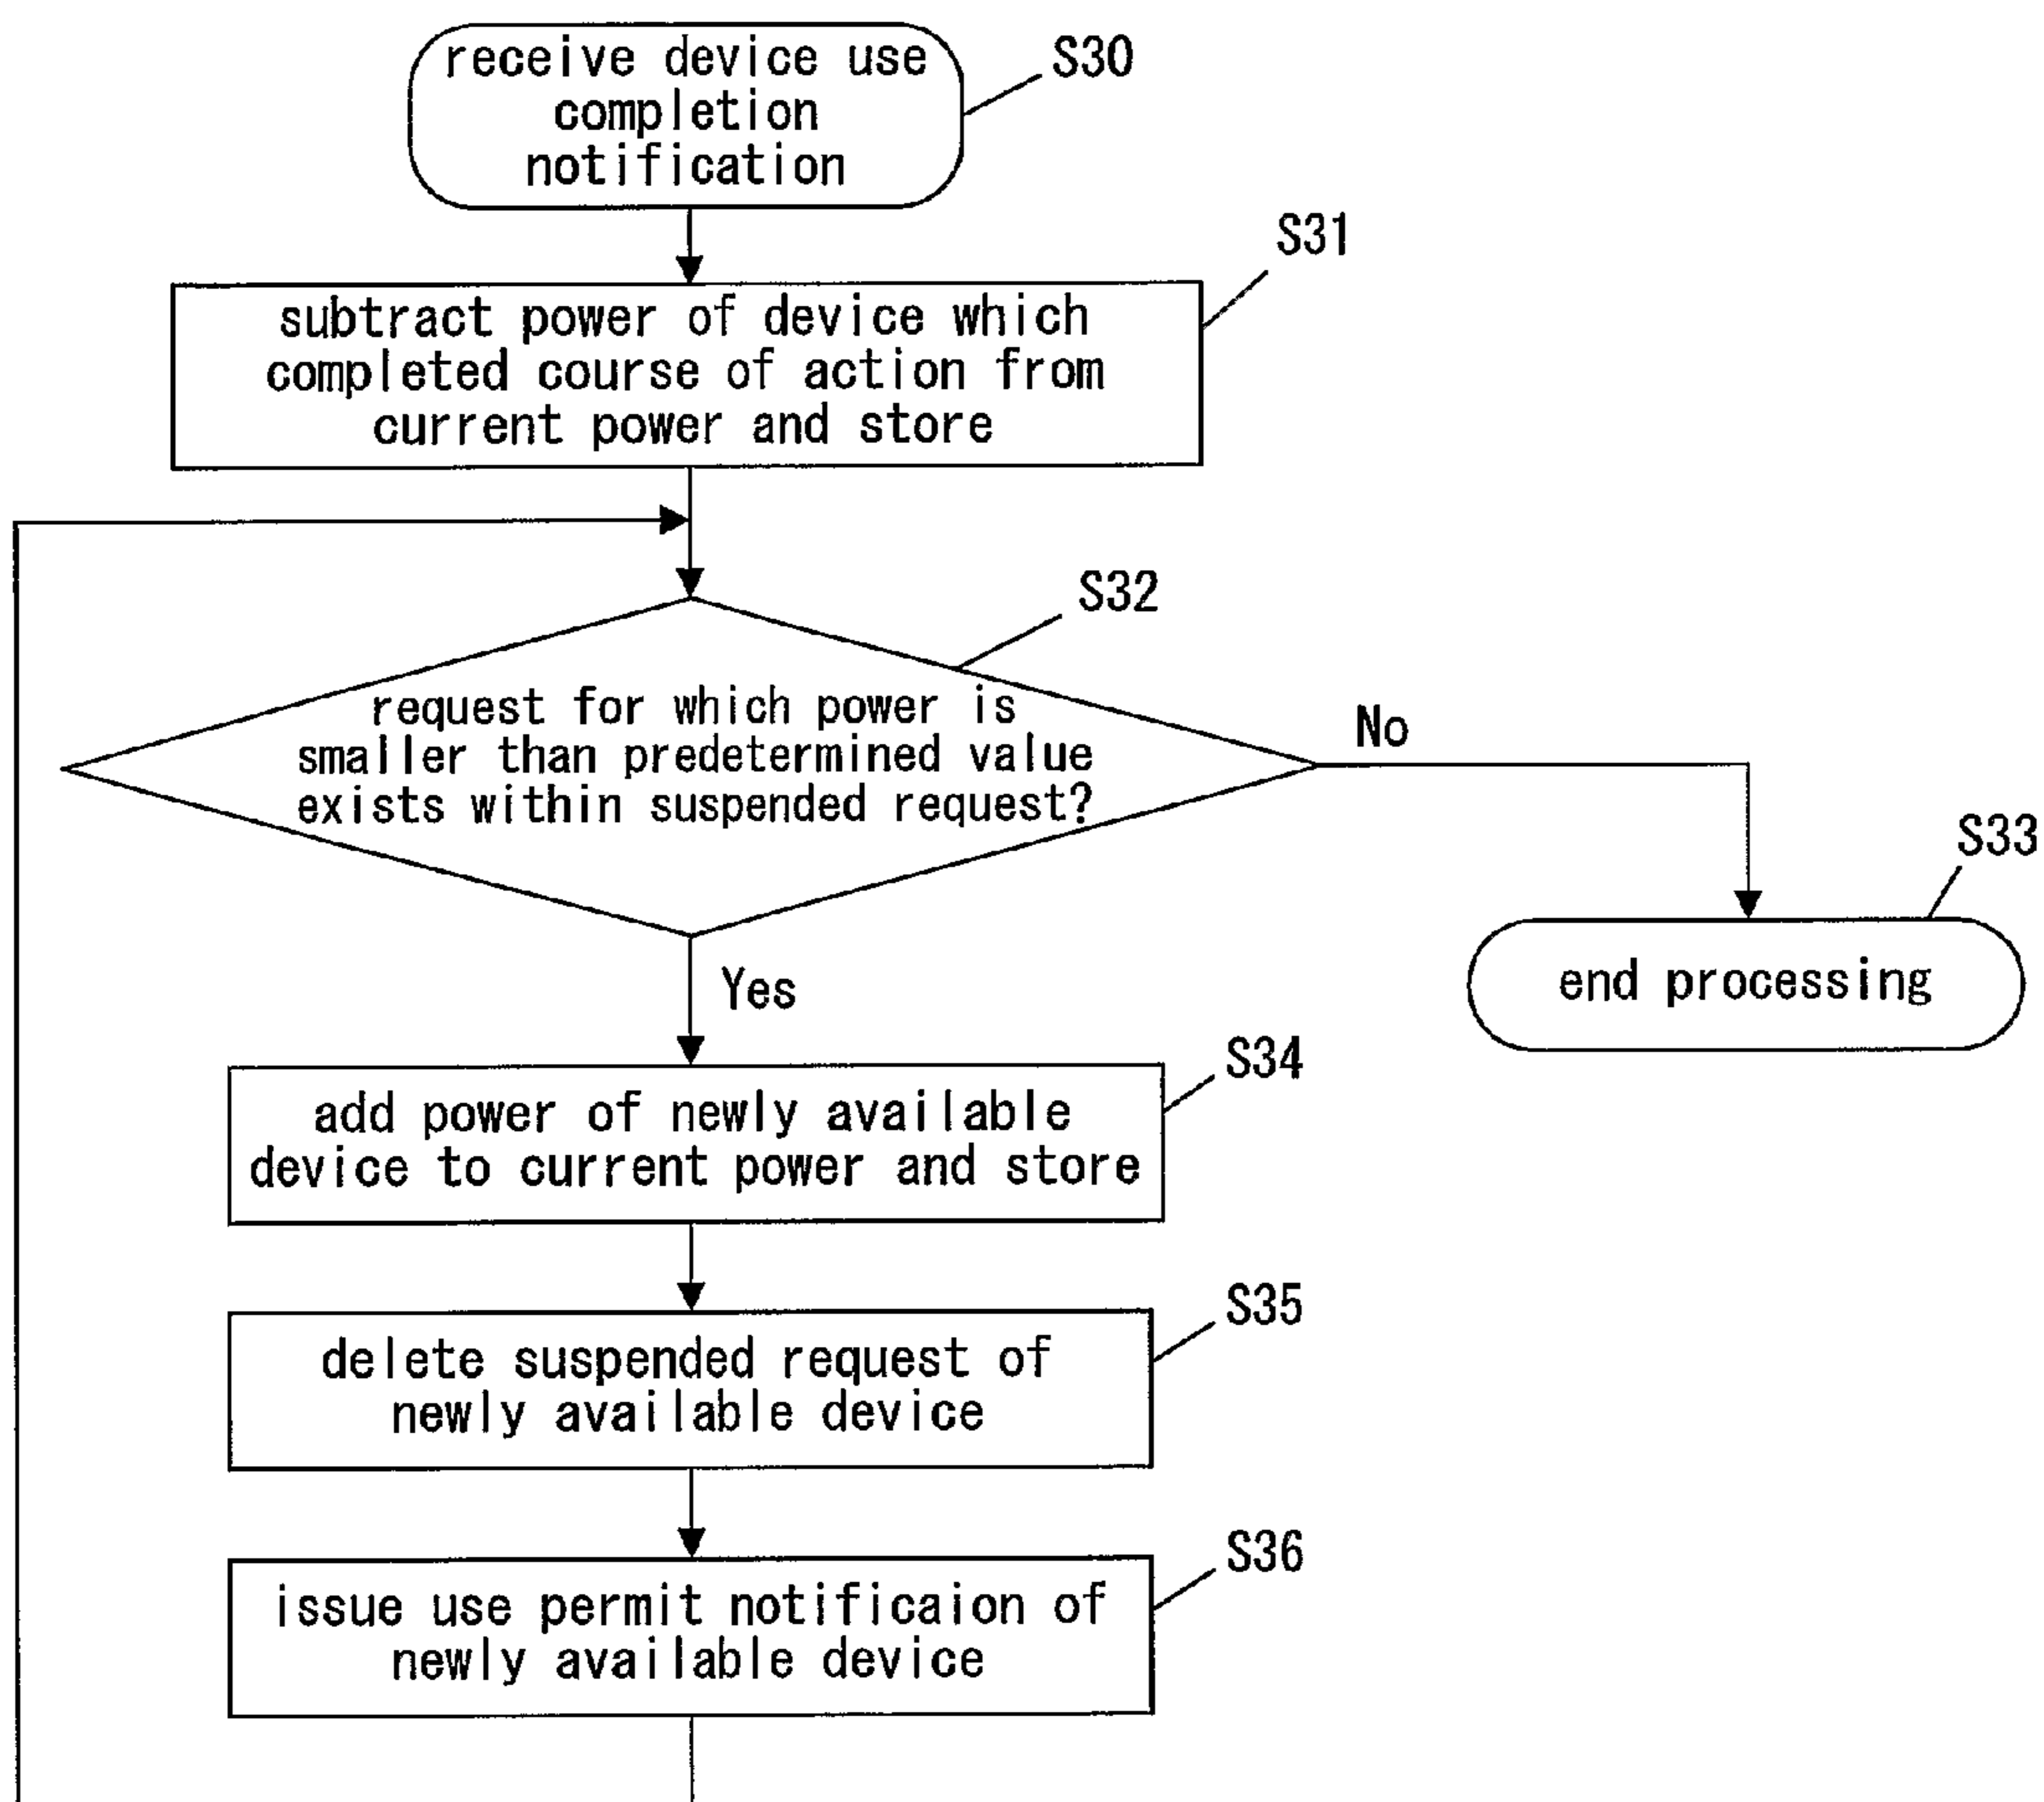 receive device use
completion
notification
S30
S31
subtract power of device which
completed course of action from
current power and store
S32
request for which power is
smaller than predetermined value
exists within suspended request?
No
S33
end processing
Yes
S34
add power of newly available
device to current power and store
S35
delete suspended request of
newly available device
S36
issue use permit notificaion of
newly available device